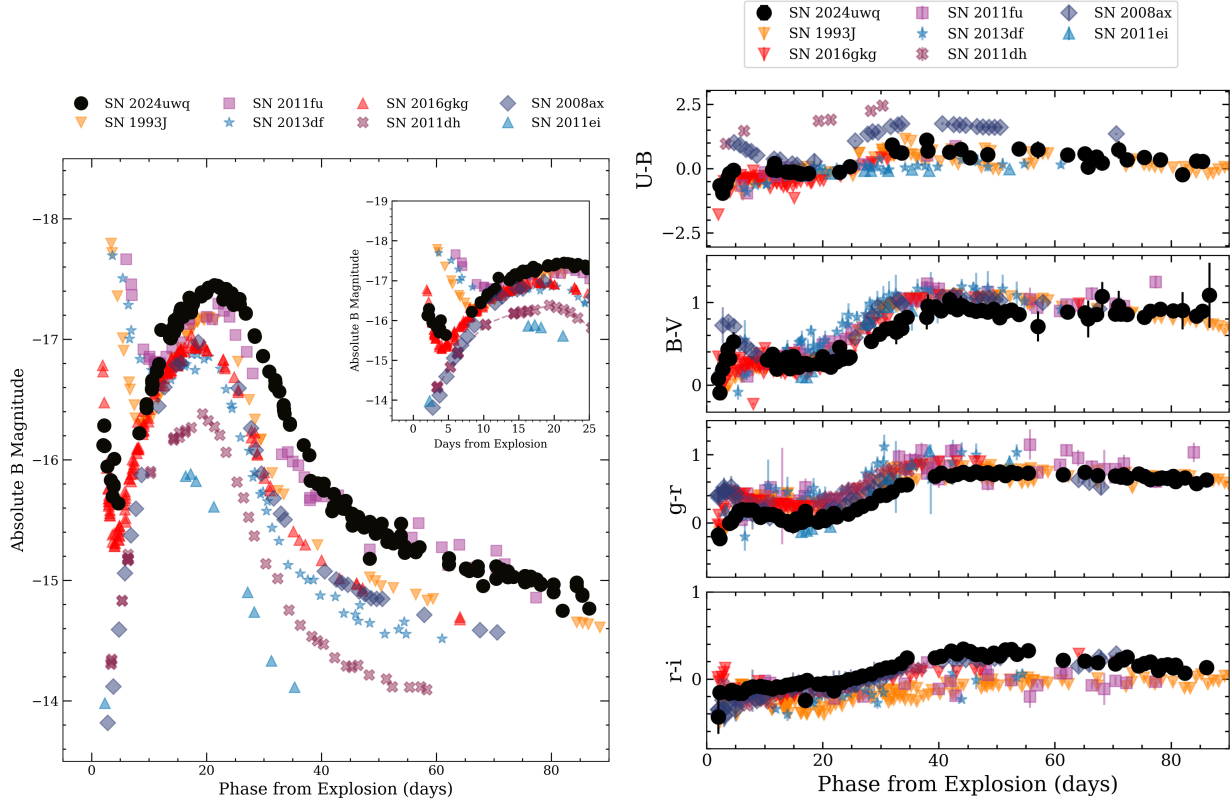 SN 2024uwq SN 2011fu SN 2016gkg SN 2008ax
SN 1993J SN 2013df SN 2011dh SN 2011ei
Absolute B Magnitude
−18
−17
−16
−15
−14
0 20 40 60 80
Phase from Explosion (days)
Absolute B Magnitude
−19
−18
−17
−16
−15
−14
0 5 10 15 20 25
Days from Explosion
SN 2024uwq SN 2011fu SN 2008ax
SN 1993J SN 2013df SN 2011ei
SN 2016gkg SN 2011dh
U-B
2.5
0.0
−2.5
B-V
1
0
g-r
1
0
r-i
1
0
0 20 40 60 80
Phase from Explosion (days)